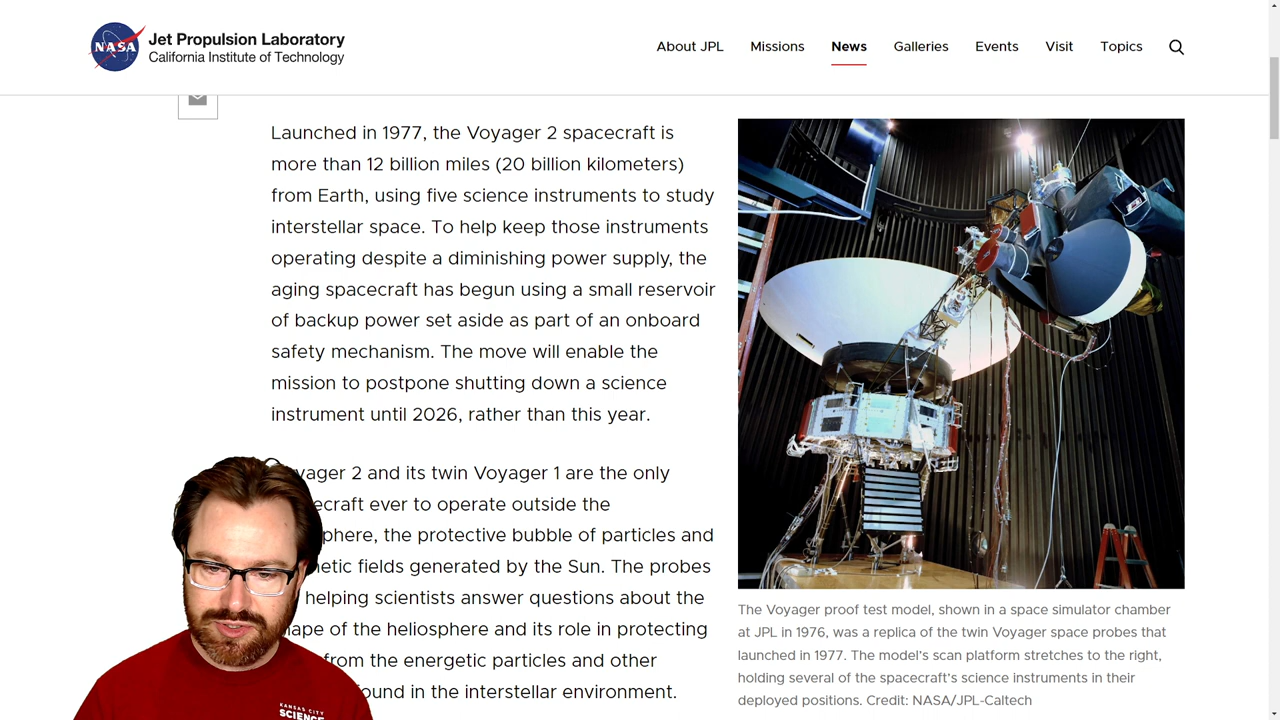 NASA
Jet Propulsion Laboratory
California Institute of Technology
About JPL
Missions
News
Galleries
Events
Visit
Topics
Launched in 1977, the Voyager 2 spacecraft is
more than 12 billion miles (20 billion kilometers)
from Earth, using five science instruments to study
interstellar space. To help keep those instruments
operating despite a diminishing power supply, the
aging spacecraft has begun using a small reservoir
of backup power set aside as part of an onboard
safety mechanism. The move will enable the
mission to postpone shutting down a science
instrument until 2026, rather than this year.
2 and its twin Voyager 1 are the only
ever to operate outside the
the protective bubble of particles and
fields generated by the Sun. The probes
helping scientists answer questions about the
of the heliosphere and its role in protecting
from the energetic particles and other
found in the interstellar environment.
The Voyager proof test model, shown in a space simulator chamber
at JPL in 1976, was a replica of the twin Voyager space probes that
launched in 1977. The model's scan platform stretches to the right,
holding several of the spacecraft's science instruments in their
deployed positions. Credit: NASA/JPL-Caltech
KANSAS CITY
SCIENCE